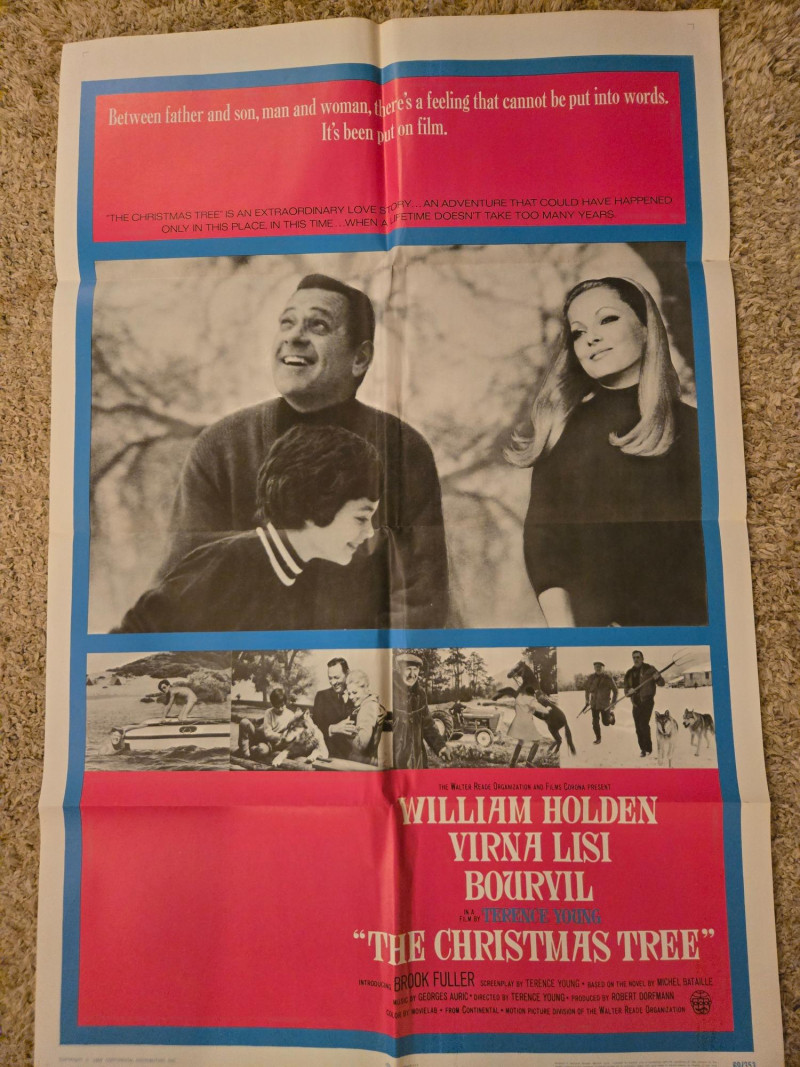 Between father and son, man and woman, there's a feeling that cannot be put into words.
It's been put on film.
"THE CHRISTMAS TREE" IS AN EXTRAORDINARY LOVE STORY...AN ADVENTURE THAT COULD HAVE HAPPENED
ONLY IN THIS PLACE, IN THIS TIME...WHEN A LIFETIME DOESN'T TAKE TOO MANY YEARS.
THE WALTER READE ORGANIZATION AND FILMS CORONA PRESENT
WILLIAM HOLDEN
VIRNA LISI
BOURVIL
IN A
FILM BY TERENCE YOUNG
"THE CHRISTMAS TREE"
INTRODUCING BROOK FULLER SCREENPLAY BY TERENCE YOUNG • BASED ON THE NOVEL BY MICHEL BATAILLE
MUSIC BY GEORGES AURIC • DIRECTED BY TERENCE YOUNG • PRODUCED BY ROBERT DORFMANN
COLOR BY MOVIELAB • FROM CONTINENTAL • MOTION PICTURE DIVISION OF THE WALTER READE ORGANIZATION
69/353